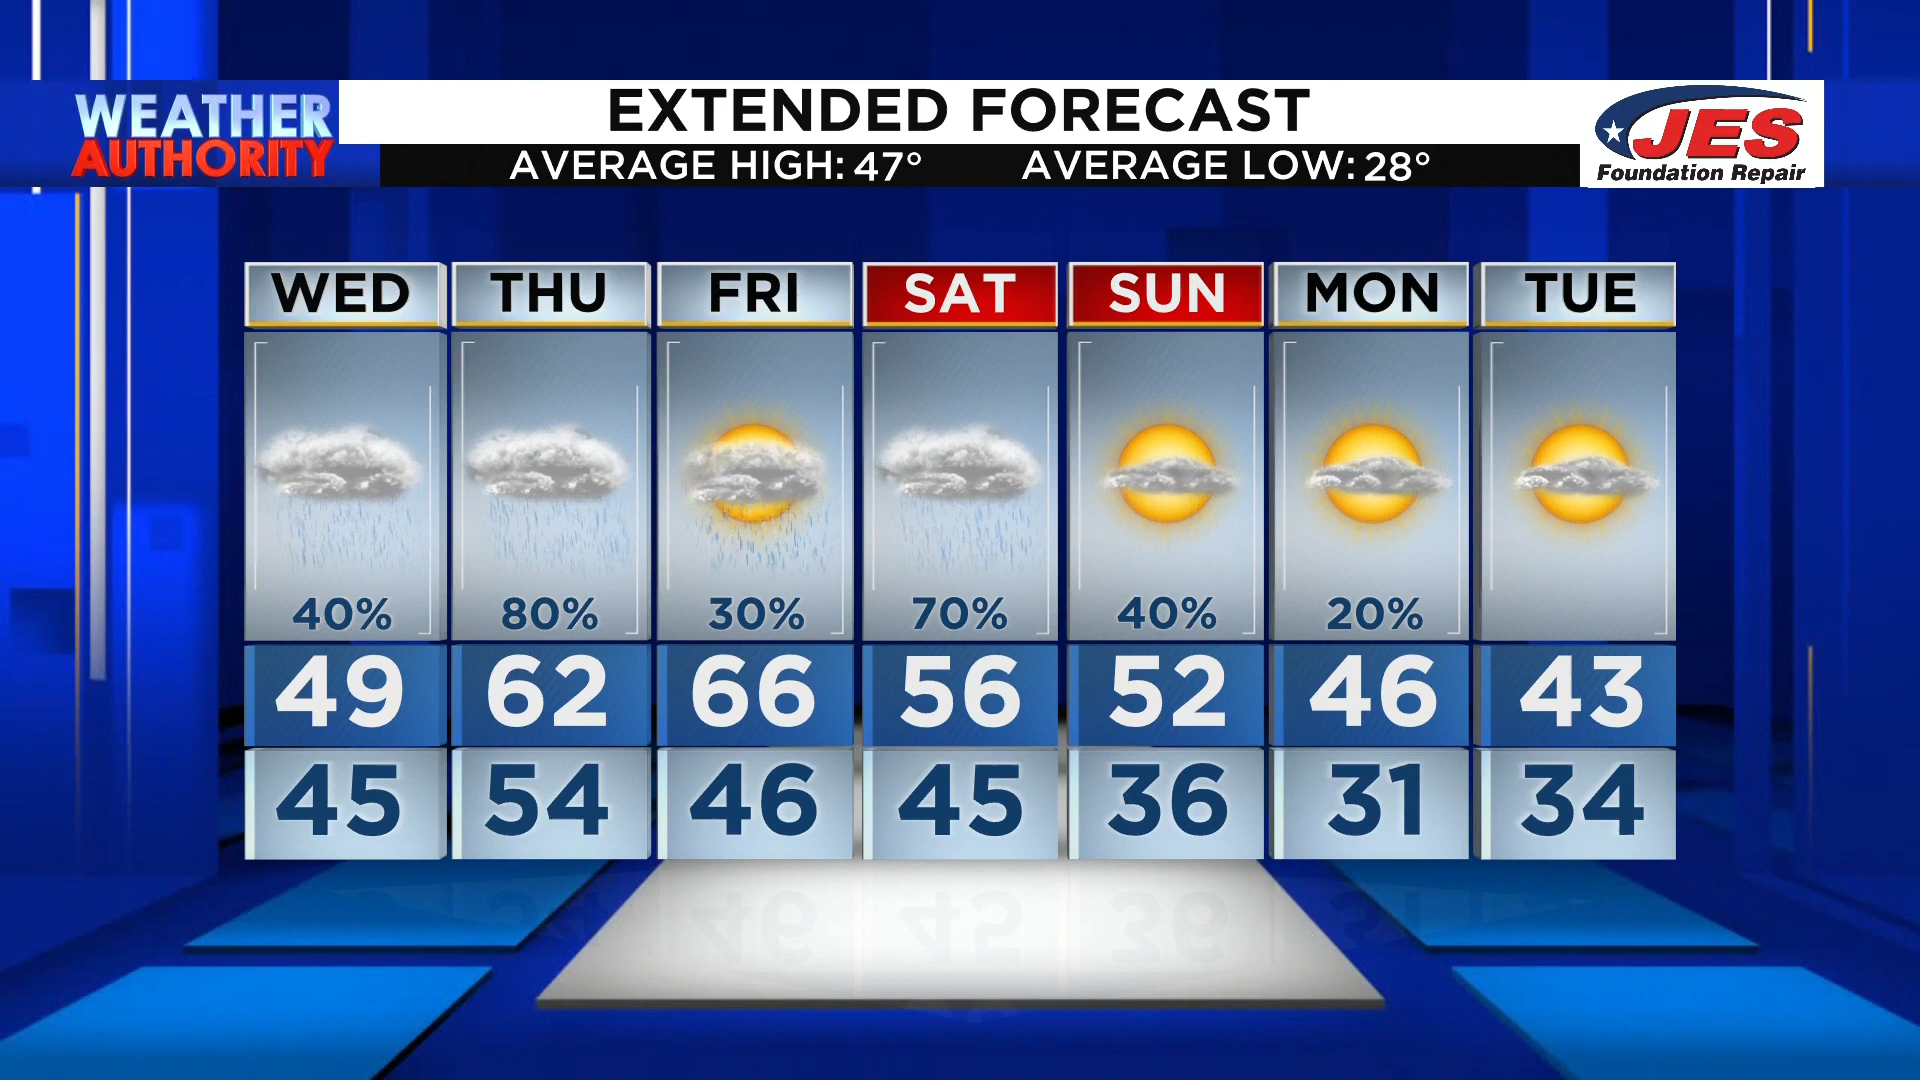 WEATHER
AUTHORITY
EXTENDED FORECAST
AVERAGE HIGH: 47° AVERAGE LOW: 28°
JES
Foundation Repair
WED THU FRI SAT SUN MON TUE
40% 80% 30% 70% 40% 20%
49 62 66 56 52 46 43
45 54 46 45 36 31 34